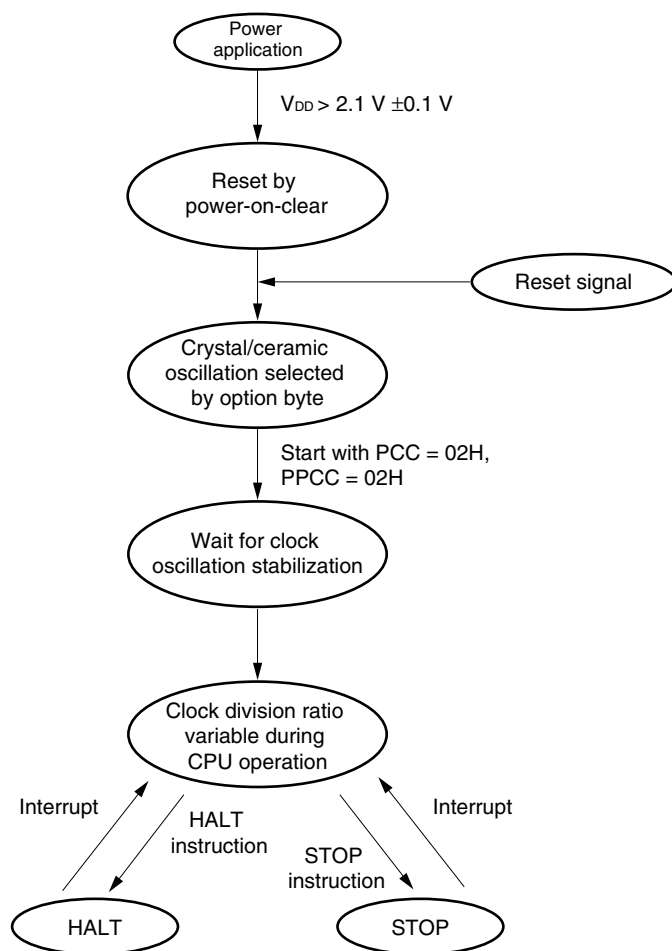 Power
application
VDD > 2.1 V ±0.1 V
Reset by
power-on-clear
Reset signal
Crystal/ceramic
oscillation selected
by option byte
Start with PCC = 02H,
PPCC = 02H
Wait for clock
oscillation stabilization
Clock division ratio
variable during
CPU operation
Interrupt
HALT
instruction
STOP
instruction
Interrupt
HALT
STOP